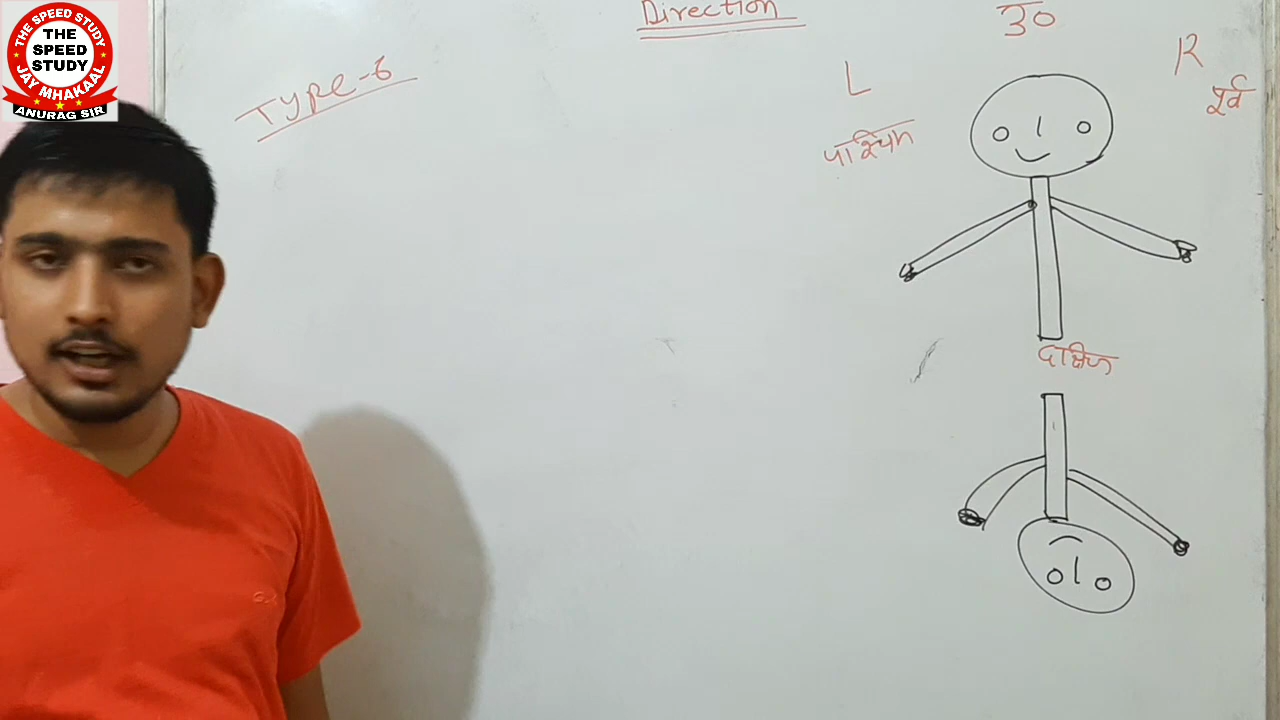 THE SPEED STUDY
THE
SPEED
STUDY
JAY MHAKAAL
ANURAG SIR
Direction
Type-6
उ०
L
R
पश्चिम
पूर्व
दक्षिण